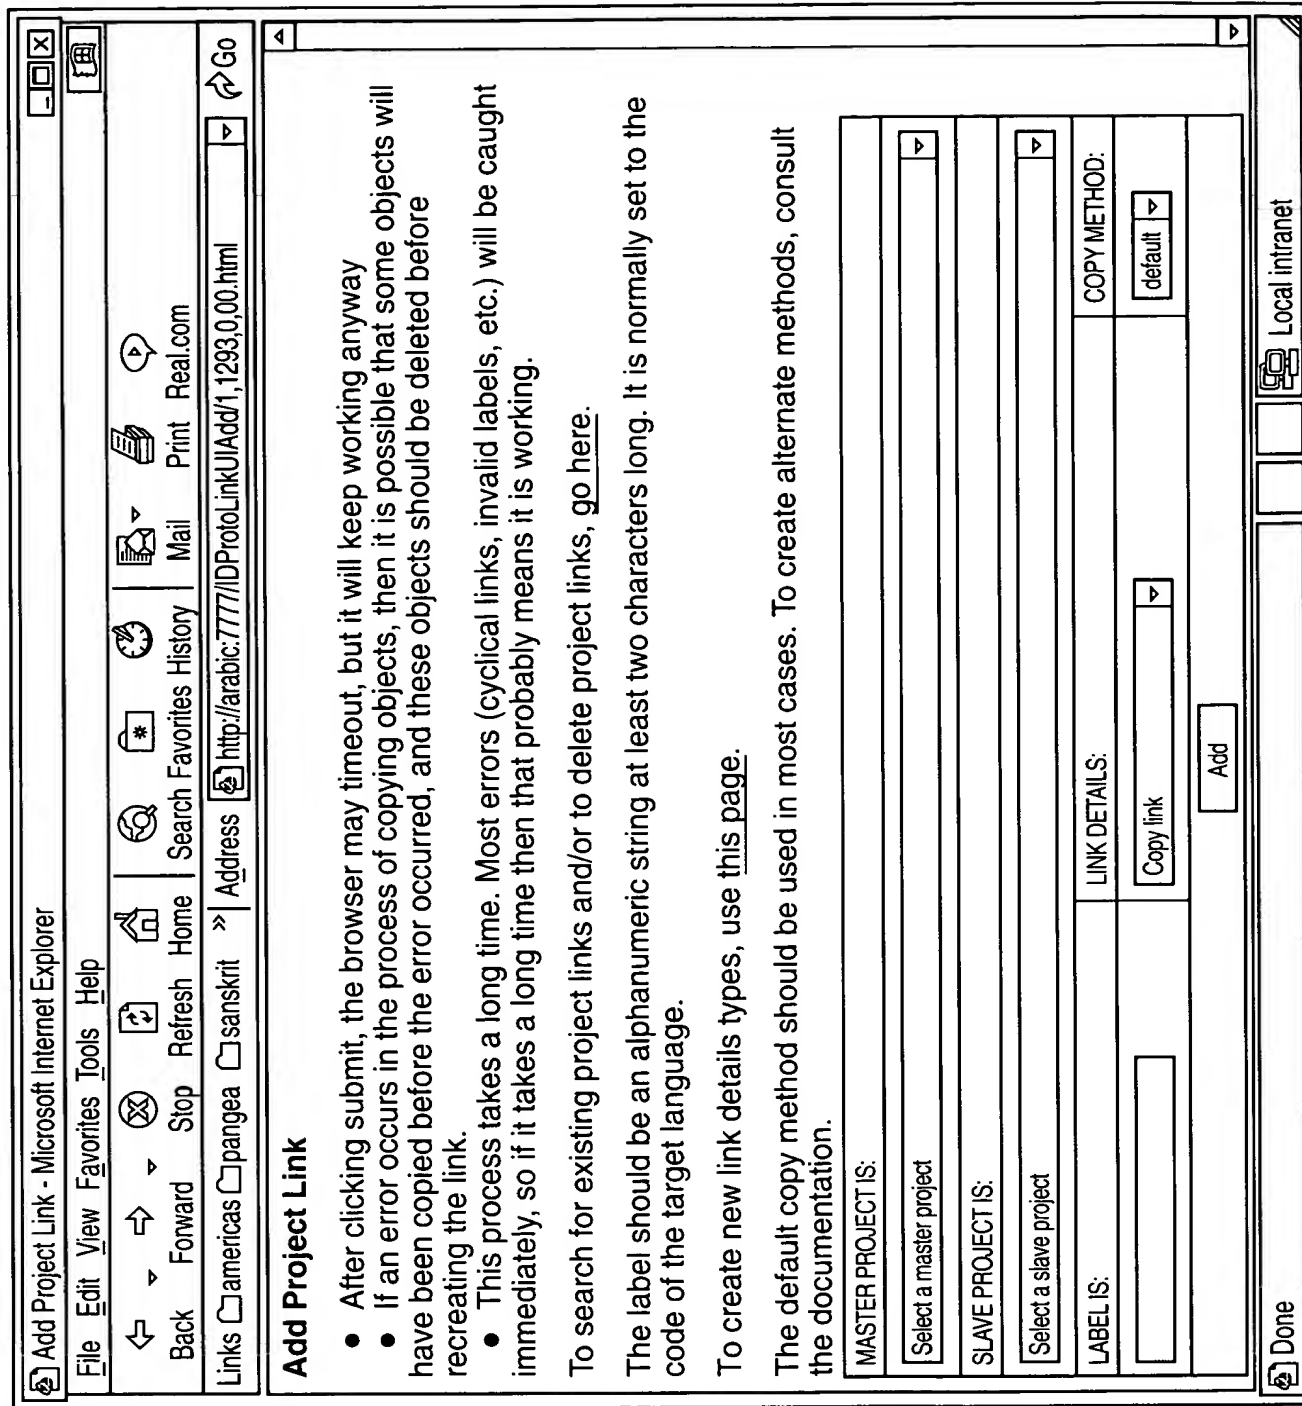 Add Project Link - Microsoft Internet Explorer
File Edit View Favorites Tools Help
Back Forward Stop Refresh Home Search Favorites History Mail Print Real.com
Links americas pangea sanskrit » Address http://arabic:7777/IDProtoLinkUIAdd/1,1293,0,00.html Go
Add Project Link
• After clicking submit, the browser may timeout, but it will keep working anyway
• If an error occurs in the process of copying objects, then it is possible that some objects will
have been copied before the error occurred, and these objects should be deleted before
recreating the link.
• This process takes a long time. Most errors (cyclical links, invalid labels, etc.) will be caught
immediately, so if it takes a long time then that probably means it is working.
To search for existing project links and/or to delete project links, go here.
The label should be an alphanumeric string at least two characters long. It is normally set to the
code of the target language.
To create new link details types, use this page.
The default copy method should be used in most cases. To create alternate methods, consult
the documentation.
MASTER PROJECT IS:
Select a master project
SLAVE PROJECT IS:
Select a slave project
LABEL IS: LINK DETAILS: COPY METHOD:
Copy link default
Add
Done Local intranet